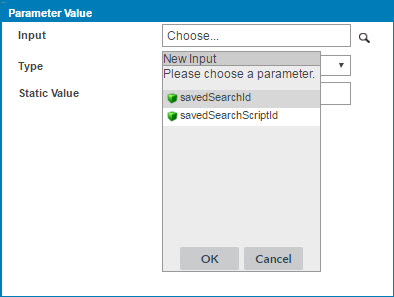 Parameter Value
Input
Choose...
New Input
Please choose a parameter.
Type
savedSearchId
Static Value
savedSearchScriptId
OK
Cancel